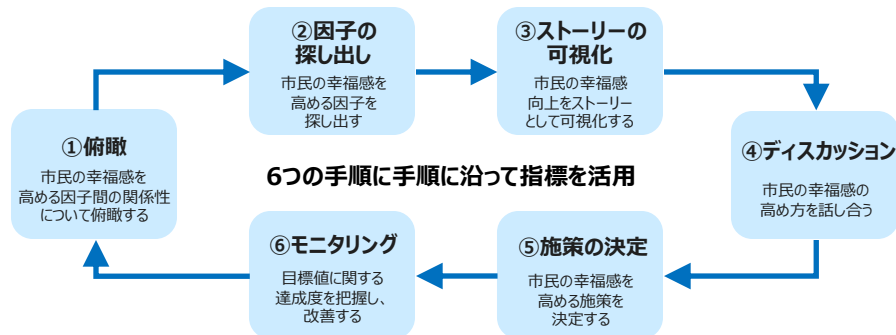 ①俯瞰
市民の幸福感を
高める因子間の関係性
について俯瞰する
②因子の
探し出し
市民の幸福感を
高める因子を
探し出す
③ストーリーの
可視化
市民の幸福感
向上をストーリー
として可視化する
④ディスカッション
市民の幸福感の
高め方を話し合う
6つの手順に手順に沿って指標を活用
⑤施策の決定
市民の幸福感を
高める施策を
決定する
⑥モニタリング
目標値に関する
達成度を把握し、
改善する